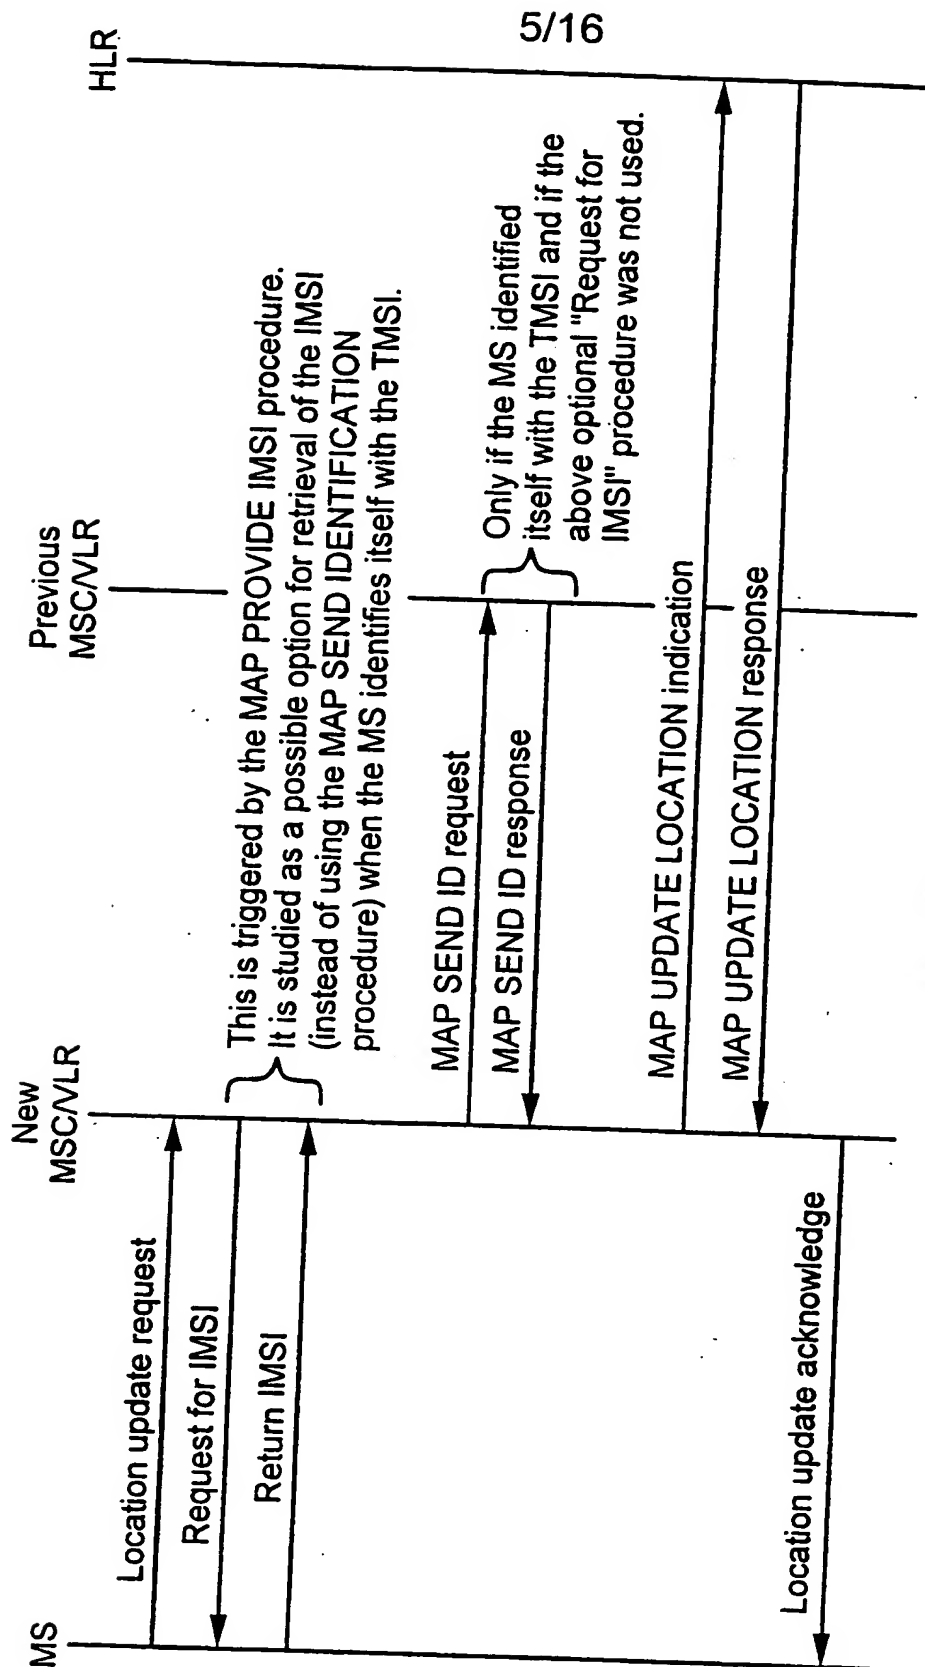 5/16
MS
New
MSC/VLR
Previous
MSC/VLR
HLR
Location update request
Request for IMSI
Return IMSI
This is triggered by the MAP PROVIDE IMSI procedure.
It is studied as a possible option for retrieval of the IMSI
(instead of using the MAP SEND IDENTIFICATION
procedure) when the MS identifies itself with the TMSI.
MAP SEND ID request
MAP SEND ID response
Only if the MS identified
itself with the TMSI and if the
above optional "Request for
IMSI" procedure was not used.
MAP UPDATE LOCATION indication
MAP UPDATE LOCATION response
Location update acknowledge